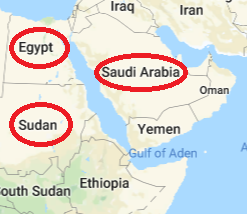 Iraq
Iran
Egypt
Saudi Arabia
Oman
Sudan
Yemen
Gulf of Aden
South Sudan
Ethiopia